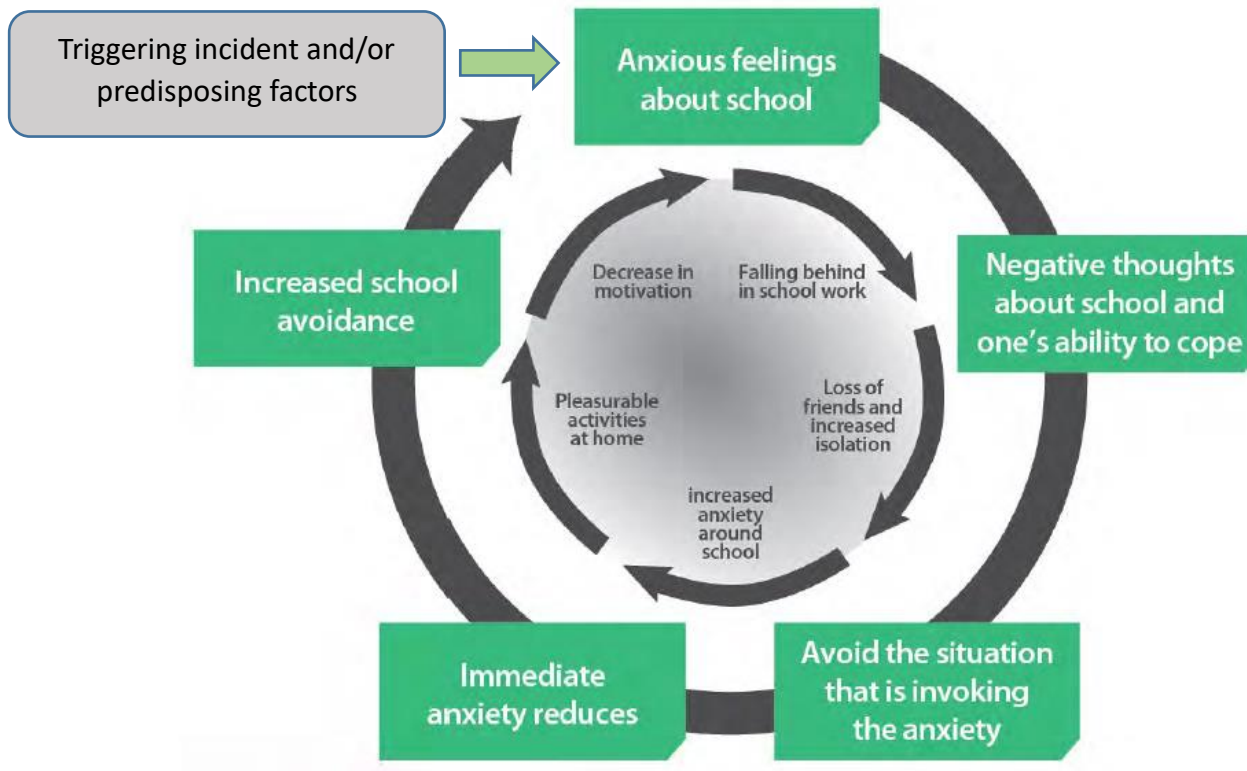 Triggering incident and/or
predisposing factors
Anxious feelings
about school
Negative thoughts
about school and
one's ability to cope
Avoid the situation
that is invoking
the anxiety
Immediate
anxiety reduces
Increased school
avoidance
Falling behind
in school work
Loss of
friends and
increased
isolation
increased
anxiety
around
school
Pleasurable
activities
at home
Decrease in
motivation